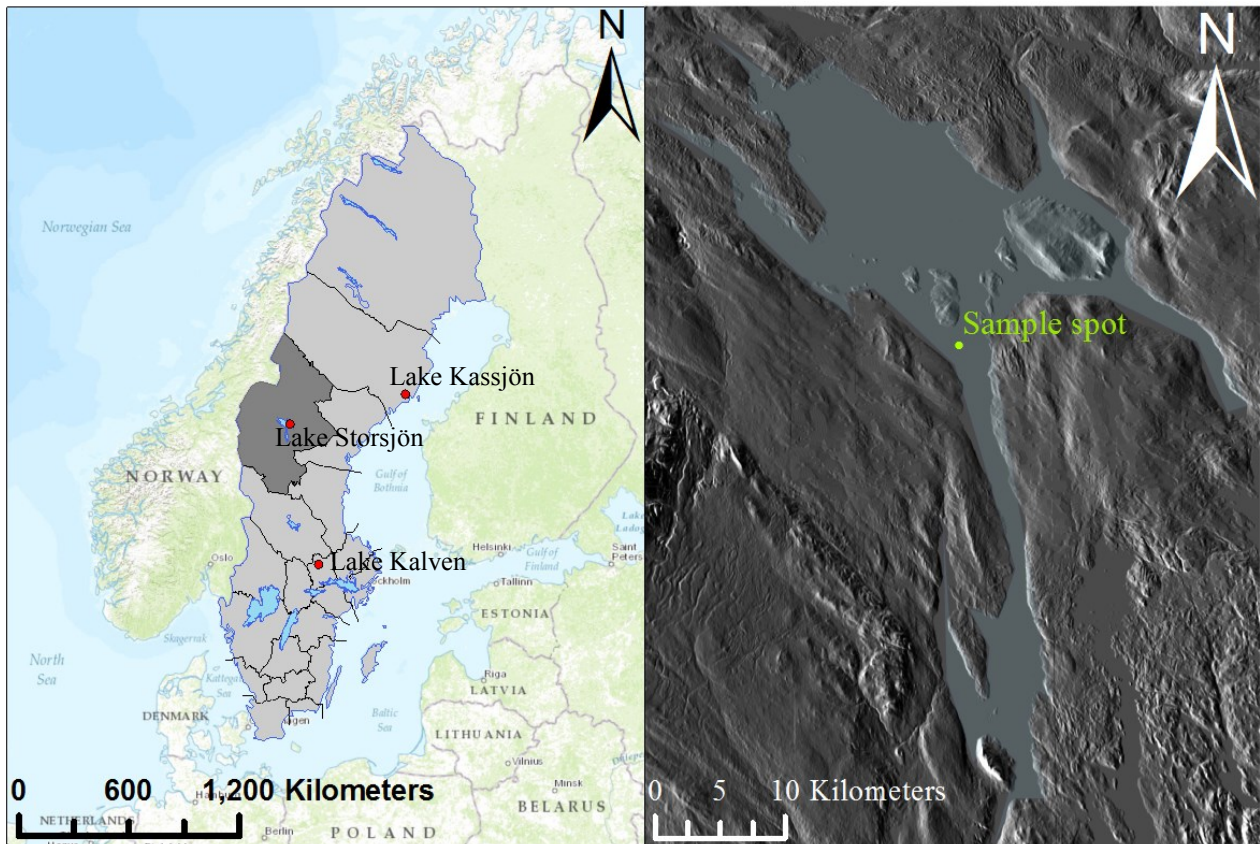 N
Norwegian Sea
Lake Kassjön
FINLAND
Lake Storsjön
NORWAY
Gulf of
Bothnia
Lake
Oslo
Helsinki
Gulf of
Finland
Saint
Peters
Lake Kalven
Tallinn
ESTONIA
Skagerrak
North
Sea
Riga
LATVIA
DENMARK
Baltic
Sea
LITHUANIA
Vilnius
Minsk
0 600 1,200 Kilometers
BELARUS
NETHERLANDS
Berlin
POLAND
N
Sample spot
0 5 10 Kilometers